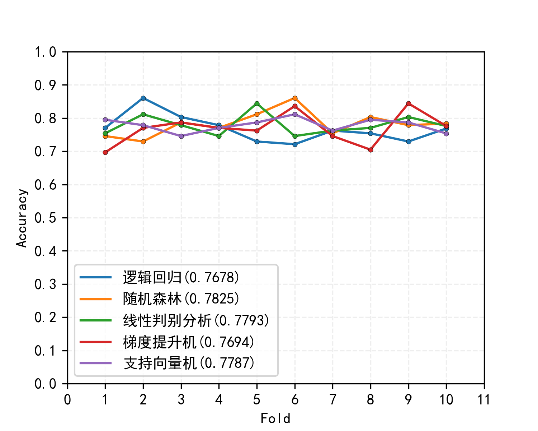 1.0
0.9
0.8
0.7
0.6
0.5
0.4
0.3
0.2
0.1
0.0
Accuracy
逻辑回归(0.7678)
随机森林(0.7825)
线性判别分析(0.7793)
梯度提升机(0.7694)
支持向量机(0.7787)
0 1 2 3 4 5 6 7 8 9 10 11
Fold